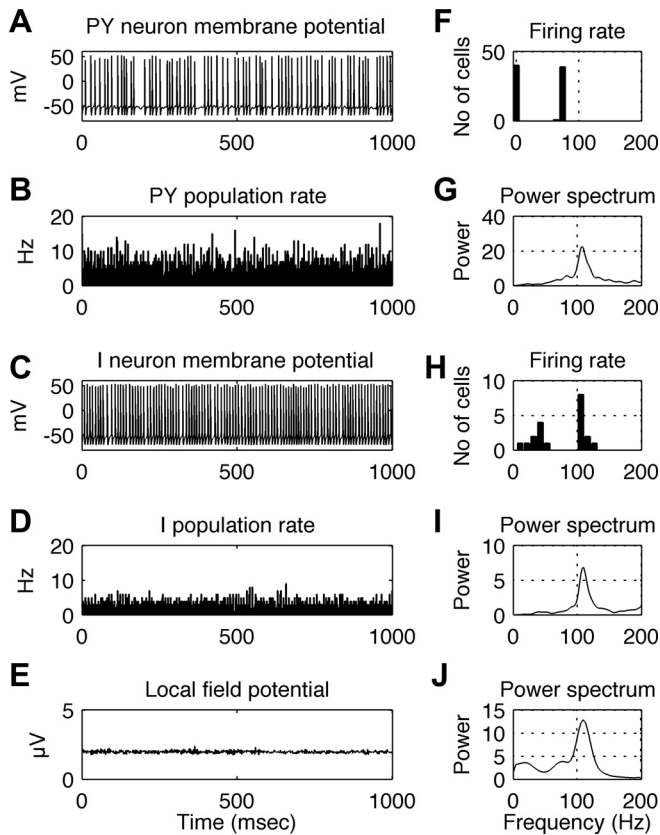 A PY neuron membrane potential
50
0
-50
mV
0 500 1000
F Firing rate
50
0
No of cells
0 100 200
B PY population rate
20
10
0
Hz
0 500 1000
G Power spectrum
40
20
0
Power
0 100 200
C I neuron membrane potential
50
0
-50
mV
0 500 1000
H Firing rate
10
5
0
No of cells
0 100 200
D I population rate
20
10
0
Hz
0 500 1000
I Power spectrum
10
5
0
Power
0 100 200
E Local field potential
5
0
µV
0 500 1000
Time (msec)
J Power spectrum
15
10
5
0
Power
0 100 200
Frequency (Hz)